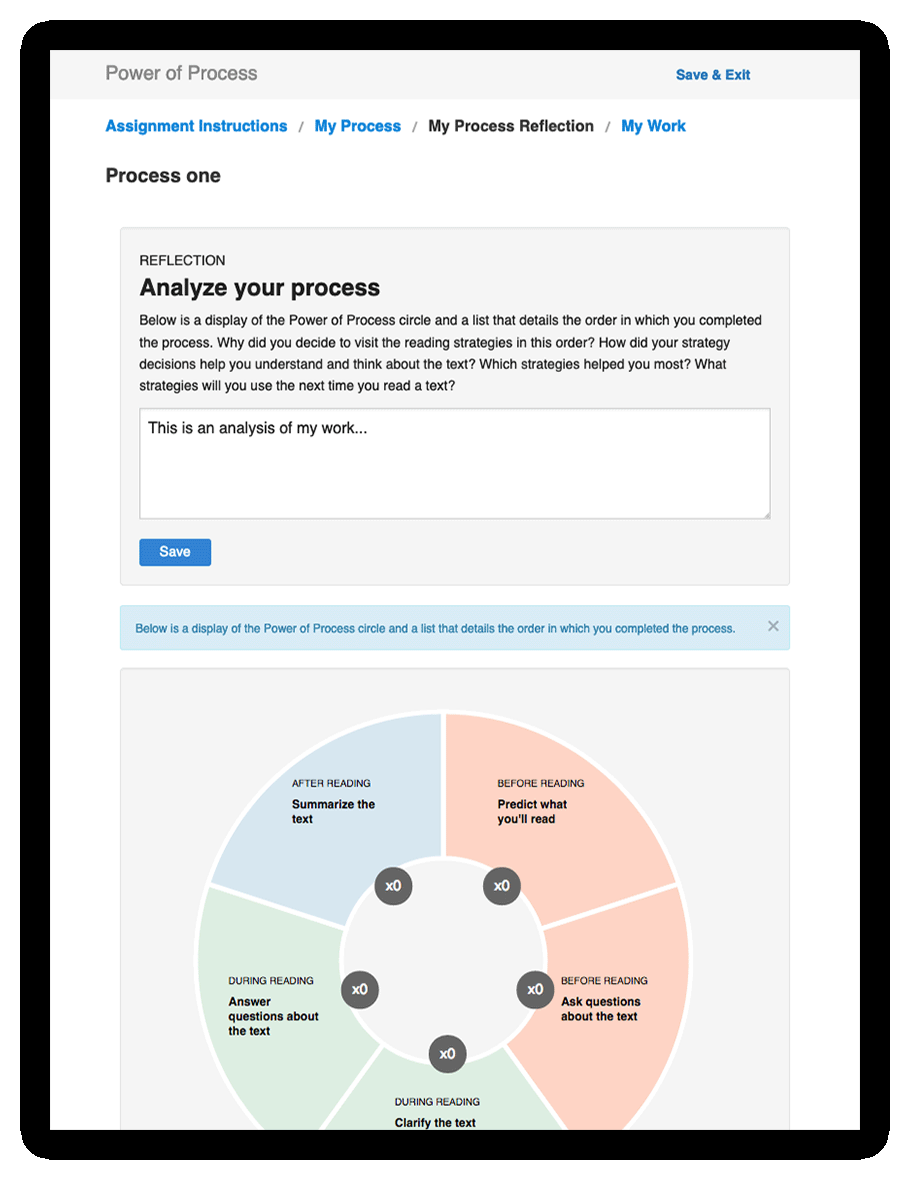 Power of Process
Save & Exit
Assignment Instructions / My Process / My Process Reflection / My Work
Process one
REFLECTION
Analyze your process
Below is a display of the Power of Process circle and a list that details the order in which you completed
the process. Why did you decide to visit the reading strategies in this order? How did your strategy
decisions help you understand and think about the text? Which strategies helped you most? What
strategies will you use the next time you read a text?
This is an analysis of my work...
Save
Below is a display of the Power of Process circle and a list that details the order in which you completed the process.
AFTER READING
Summarize the
text
BEFORE READING
Predict what
you'll read
x0
x0
DURING READING
Answer
questions about
the text
x0
x0
BEFORE READING
Ask questions
about the text
x0
DURING READING
Clarify the text